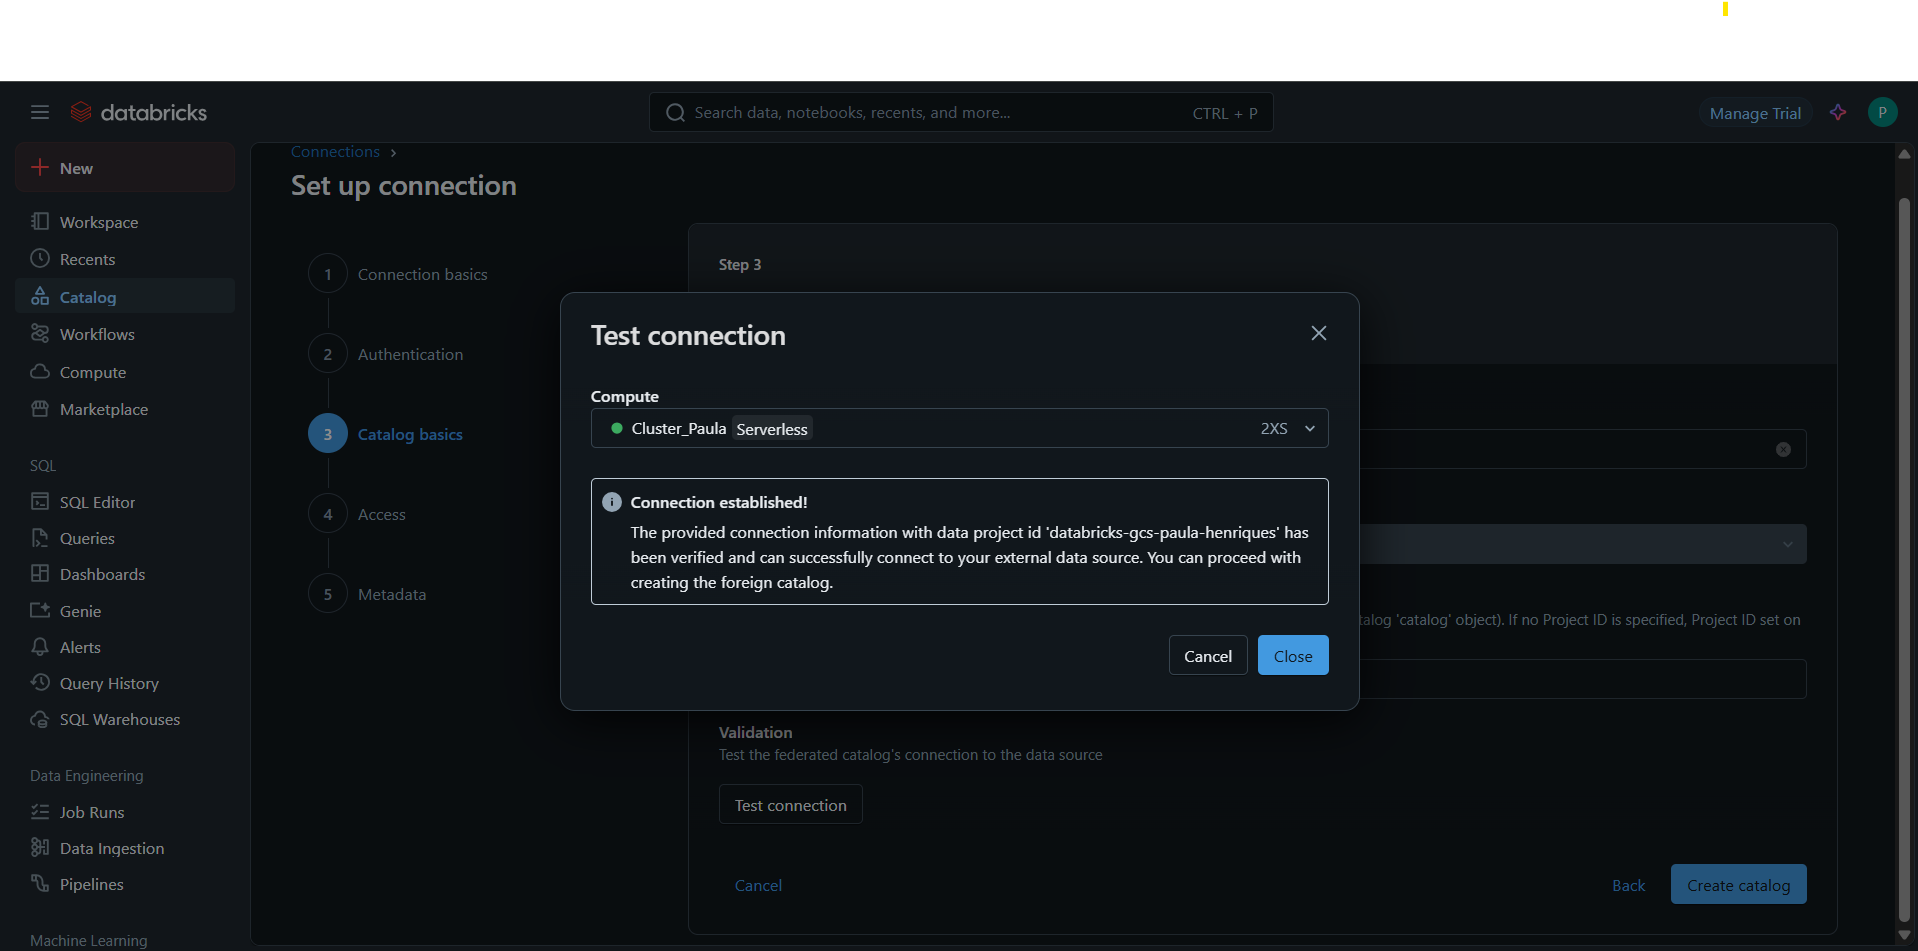 databricks
Search data, notebooks, recents, and more...
CTRL + P
Manage Trial
P
New
Workspace
Recents
Catalog
Workflows
Compute
Marketplace
SQL
SQL Editor
Queries
Dashboards
Genie
Alerts
Query History
SQL Warehouses
Data Engineering
Job Runs
Data Ingestion
Pipelines
Machine Learning
Connections ›
Set up connection
1 Connection basics
2 Authentication
3 Catalog basics
4 Access
5 Metadata
Step 3
Test connection
Compute
Cluster_Paula Serverless 2XS
Connection established!
The provided connection information with data project id 'databricks-gcs-paula-henriques' has
been verified and can successfully connect to your external data source. You can proceed with
creating the foreign catalog.
Cancel
Close
talog 'catalog' object). If no Project ID is specified, Project ID set on
Validation
Test the federated catalog's connection to the data source
Test connection
Cancel
Back
Create catalog